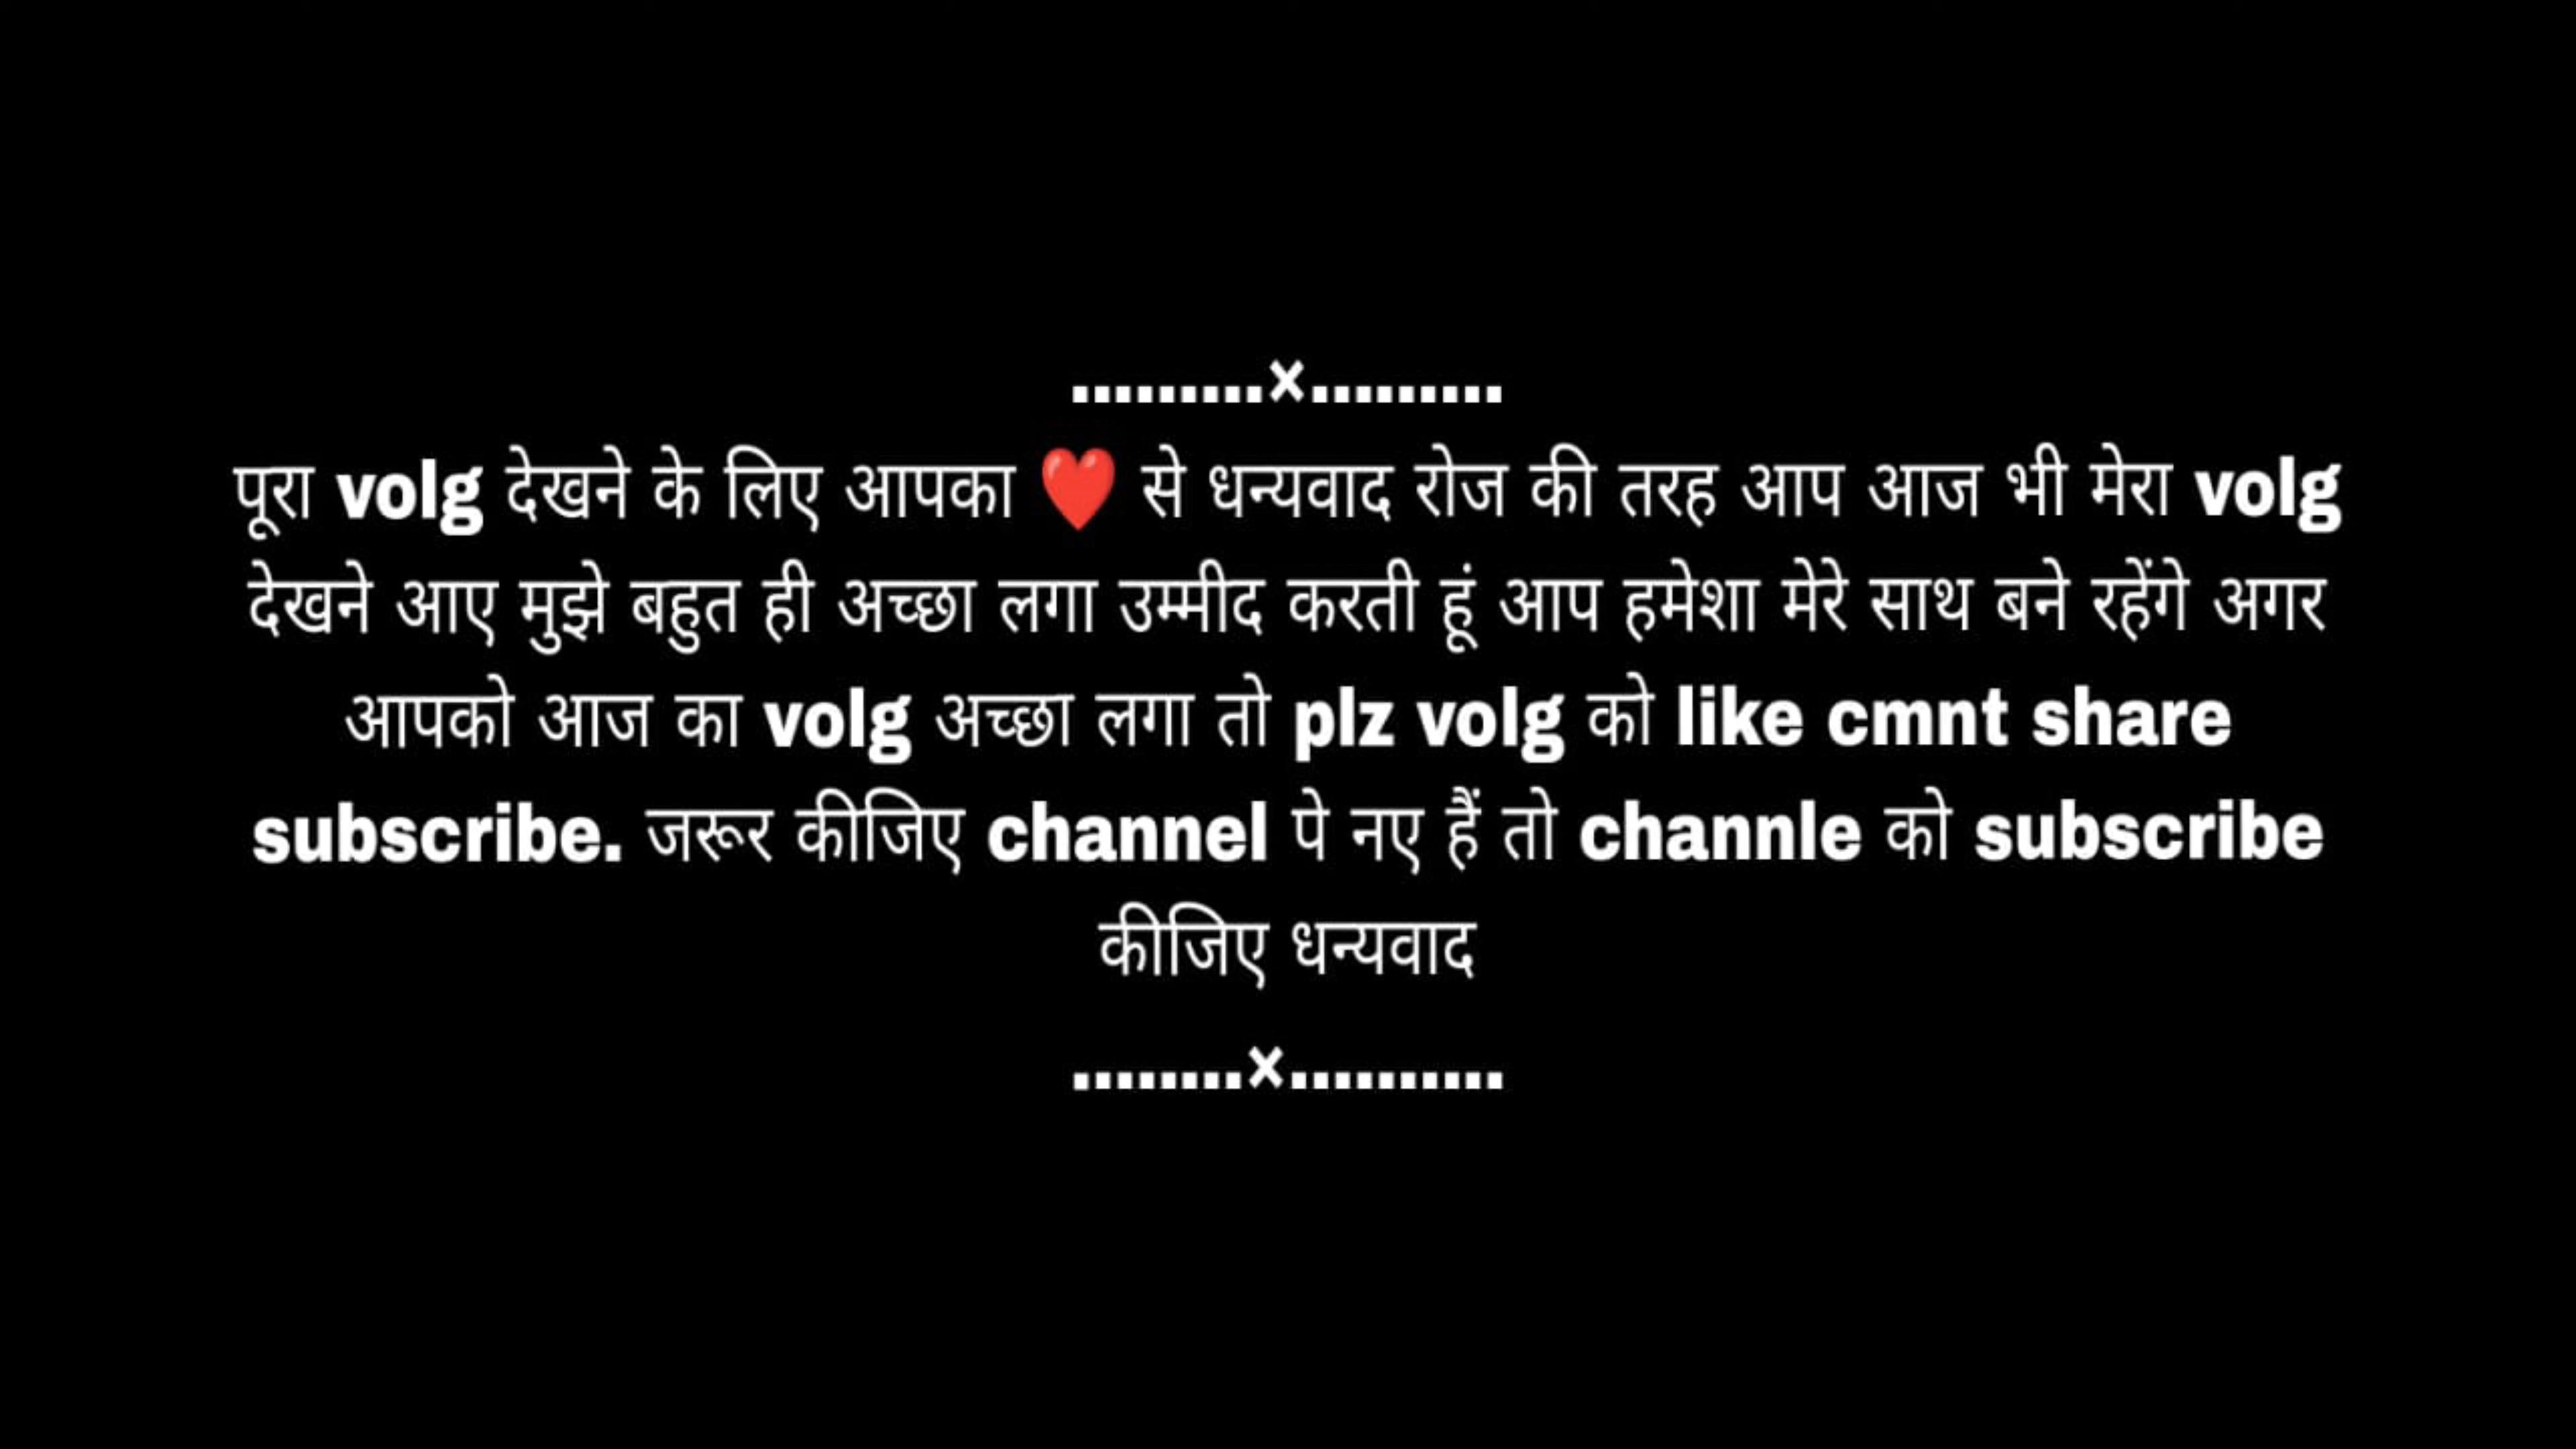 .........×.........
पूरा volg देखने के लिए आपका ❤️ से धन्यवाद रोज की तरह आप आज भी मेरा volg
देखने आए मुझे बहुत ही अच्छा लगा उम्मीद करती हूं आप हमेशा मेरे साथ बने रहेंगे अगर
आपको आज का volg अच्छा लगा तो plz volg को like cmnt share
subscribe. जरूर कीजिए channel पे नए हैं तो channle को subscribe
कीजिए धन्यवाद
........×..........